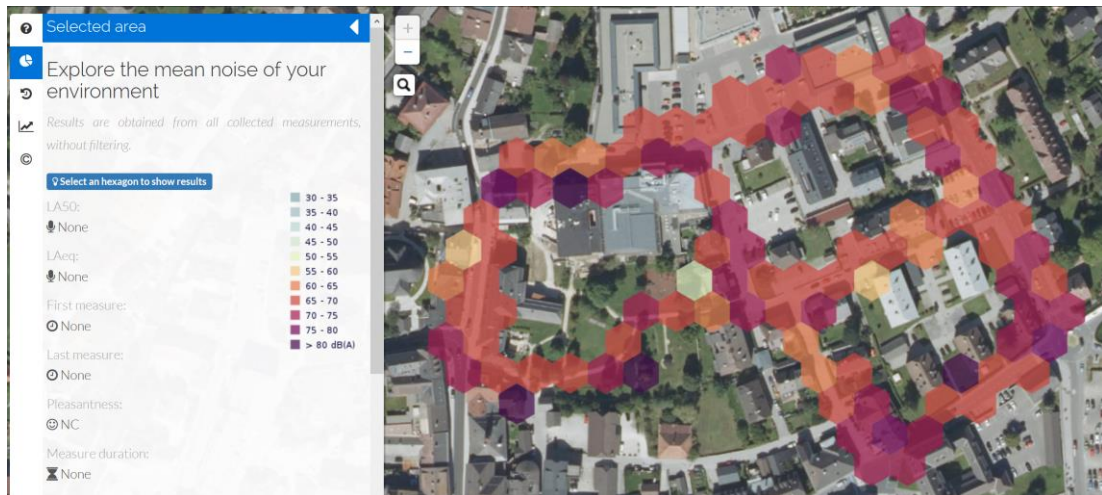 Selected area
Explore the mean noise of your
environment
Results are obtained from all collected measurements,
without filtering.
Select an hexagon to show results
LA50:
None
LAeq:
None
First measure:
None
Last measure:
None
Pleasantness:
NC
Measure duration:
None
30 - 35
35 - 40
40 - 45
45 - 50
50 - 55
55 - 60
60 - 65
65 - 70
70 - 75
75 - 80
> 80 dB(A)
+
−